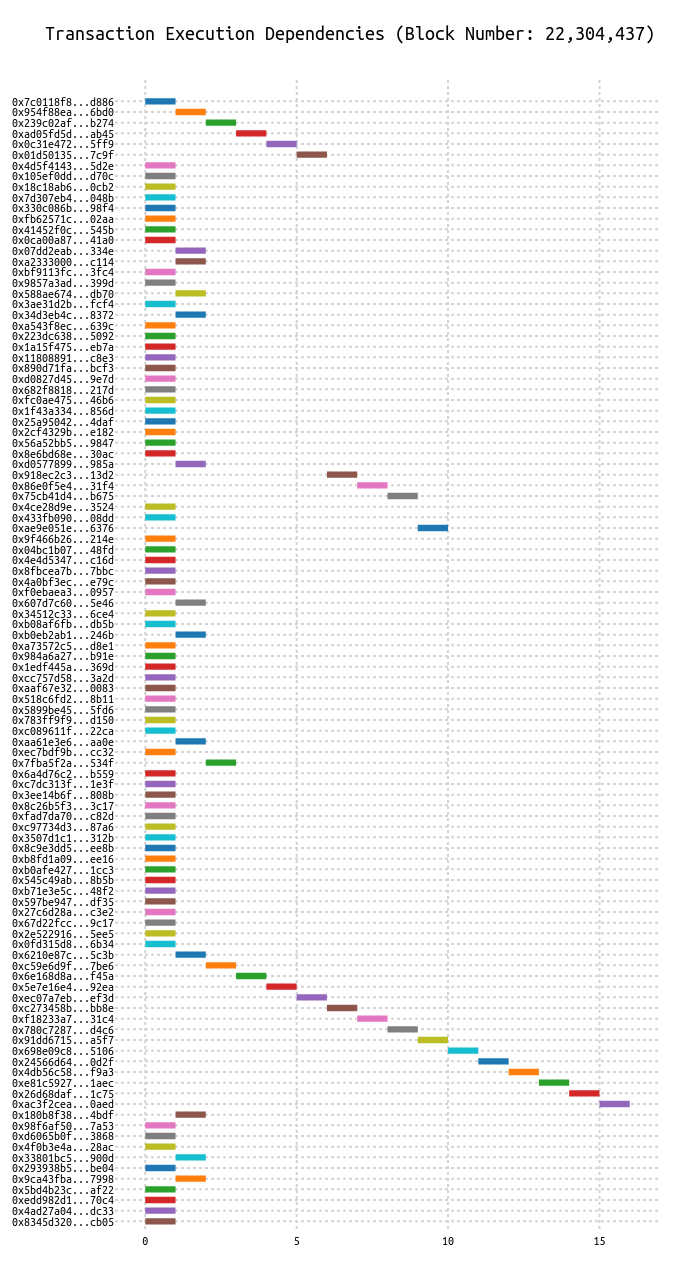 Transaction Execution Dependencies (Block Number: 22,304,437)
0x7c0118f8...d886
0x954f88ea...6bd0
0x239c02af...b274
0xad05fd5d...ab45
0x0c31e472...5ff9
0x01d50135...7c9f
0x4d5f4143...5d2e
0x105ef0dd...d70c
0x18c18ab6...0cb2
0x7d307eb4...048b
0x330c086b...98f4
0xfb62571c...02aa
0x41452f0c...545b
0x0ca00a87...41a0
0x07dd2eab...334e
0xa2333000...c114
0xbf9113fc...3fc4
0x9857a3ad...399d
0x588ae674...db70
0x3ae31d2b...fcf4
0x34d3eb4c...8372
0xa543f8ec...639c
0x223dc638...5092
0x1a15f475...eb7a
0x11808891...c8e3
0x890d71fa...bcf3
0xd0827d45...9e7d
0x682f8818...217d
0xfc0ae475...46b6
0x1f43a334...856d
0x25a95042...4daf
0x2cf4329b...e182
0x56a52bb5...9847
0x8e6bd68e...30ac
0xd0577899...985a
0x918ec2c3...13d2
0x86e0f5e4...31f4
0x75cb41d4...b675
0x4ce28d9e...3524
0x433fb090...08dd
0xae9e051e...6376
0x9f466b26...214e
0x04bc1b07...48fd
0x4e4d5347...c16d
0x8fbcea7b...7bbc
0x4a0bf3ec...e79c
0xf0ebaea3...0957
0x607d7c60...5e46
0x34512c33...6ce4
0xb08af6fb...db5b
0xb0eb2ab1...246b
0xa73572c5...d8e1
0x984a6a27...b91e
0x1edf445a...369d
0xcc757d58...3a2d
0xaaf67e32...0083
0x518c6fd2...8b11
0x5899be45...5fd6
0x783ff9f9...d150
0xc089611f...22ca
0xaa61e3e6...aa0e
0xec7bdf9b...cc32
0x7fba5f2a...534f
0x6a4d76c2...b559
0xc7dc313f...1e3f
0x3ee14b6f...808b
0x8c26b5f3...3c17
0xfad7da70...c82d
0xc97734d3...87a6
0x3507d1c1...312b
0x8c9e3dd5...ee8b
0xb8fd1a09...ee16
0xb0afe427...1cc3
0x545c49ab...8b5b
0xb71e3e5c...48f2
0x597be947...df35
0x27c6d28a...c3e2
0x67d22fcc...9c17
0x2e522916...5ee5
0x0fd315d8...6b34
0x6210e87c...5c3b
0xc59e6d9f...7be6
0x6e168d8a...f45a
0x5e7e16e4...92ea
0xec07a7eb...ef3d
0xc273458b...bb8e
0xf18233a7...31c4
0x780c7287...d4c6
0x91dd6715...a5f7
0x698e09c8...5106
0x24566d64...0d2f
0x4db56c58...f9a3
0xe81c5927...1aec
0x26d68daf...1c75
0xac3f2cea...0aed
0x180b8f38...4bdf
0x98f6af50...7a53
0xd6065b0f...3868
0x4f0b3e4a...28ac
0x33801bc5...900d
0x293938b5...be04
0x9ca43fba...7998
0x5bd4b23c...af22
0xedd982d1...70c4
0x4ad27a04...dc33
0x8345d320...cb05
0 5 10 15